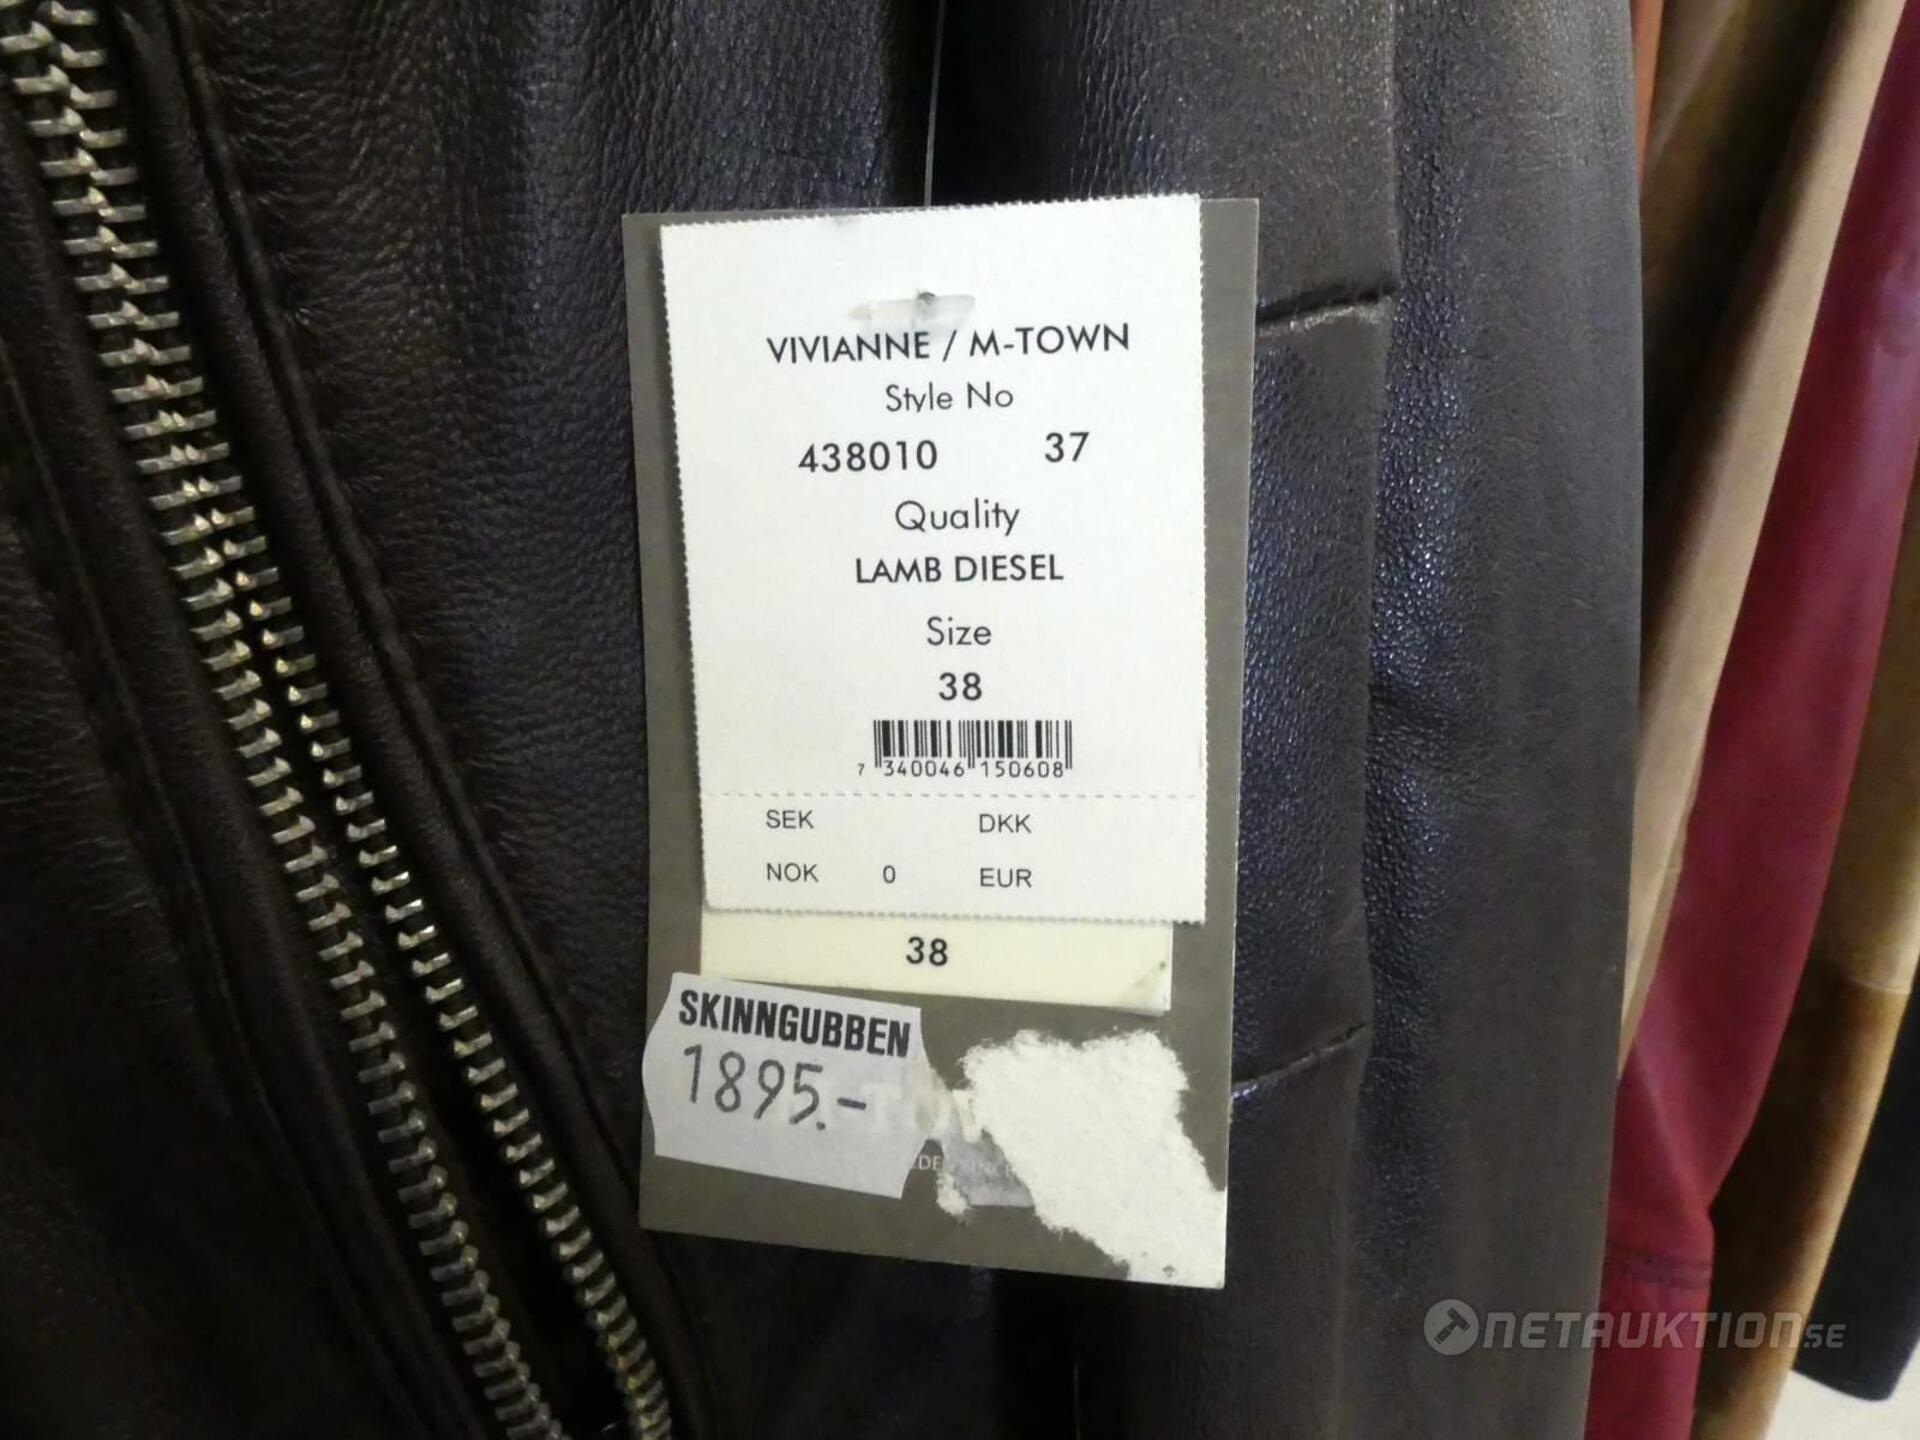 VIVIANNE / M-TOWN
Style No
438010 37
Quality
LAMB DIESEL
Size
38
7 340046 150608
SEK DKK
NOK 0 EUR
38
SKINNGUBBEN
1895.-
NETAUKTION.SE